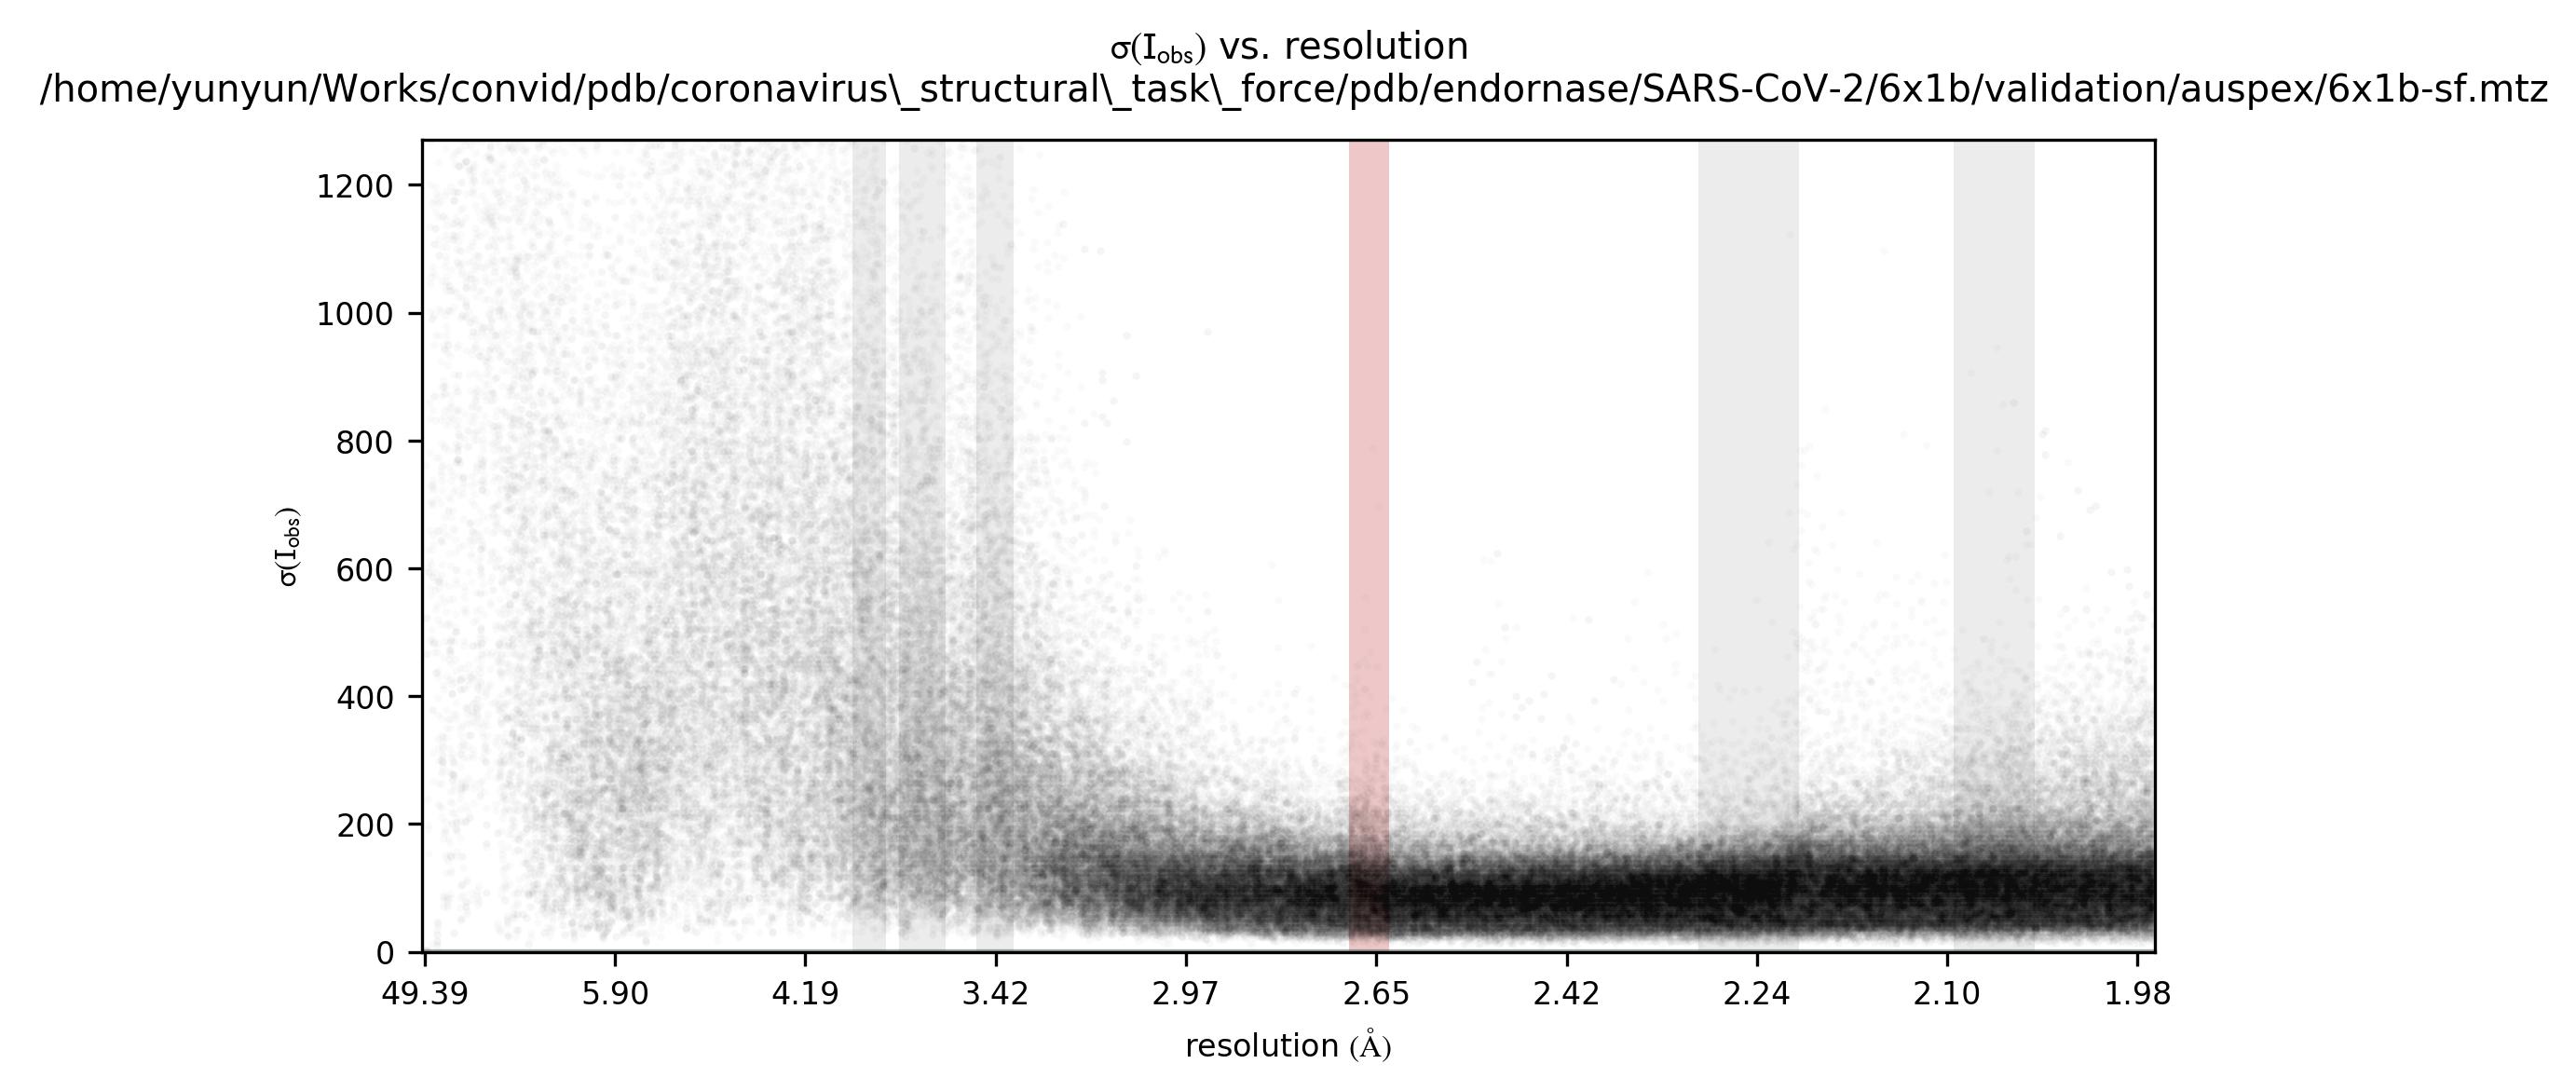 σ(I_obs) vs. resolution
/home/yunyun/Works/convid/pdb/coronavirus\_structural\_task\_force/pdb/endornase/SARS-CoV-2/6x1b/validation/auspex/6x1b-sf.mtz
1200
1000
800
600
400
200
0
σ(I_obs)
49.39 5.90 4.19 3.42 2.97 2.65 2.42 2.24 2.10 1.98
resolution (Å)